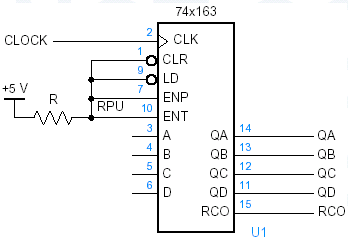 74x163
CLOCK 2 CLK
1 CLR
9 LD
+5 V R RPU 7 ENP
10 ENT
3 A QA 14 QA
4 B QB 13 QB
5 C QC 12 QC
6 D QD 11 QD
RCO 15 RCO
U1